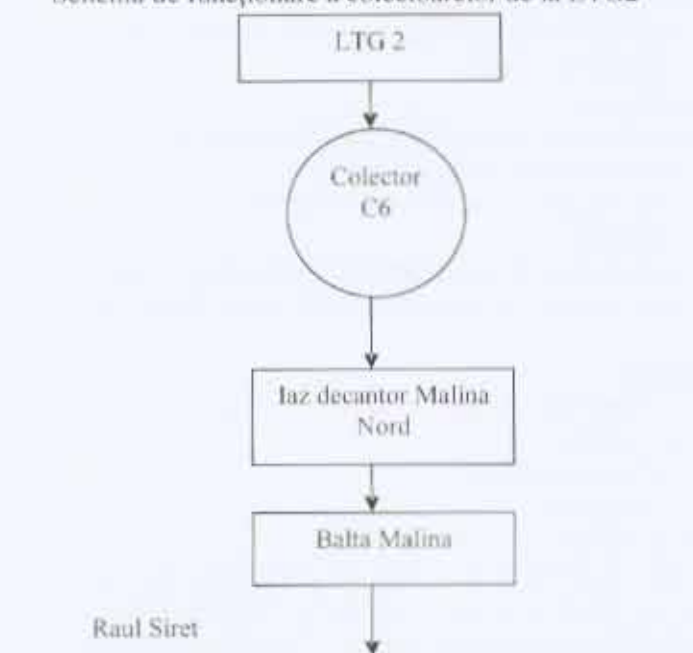 LTG 2
Colector
C6
Iaz decantor Malina
Nord
Balta Malina
Raul Siret